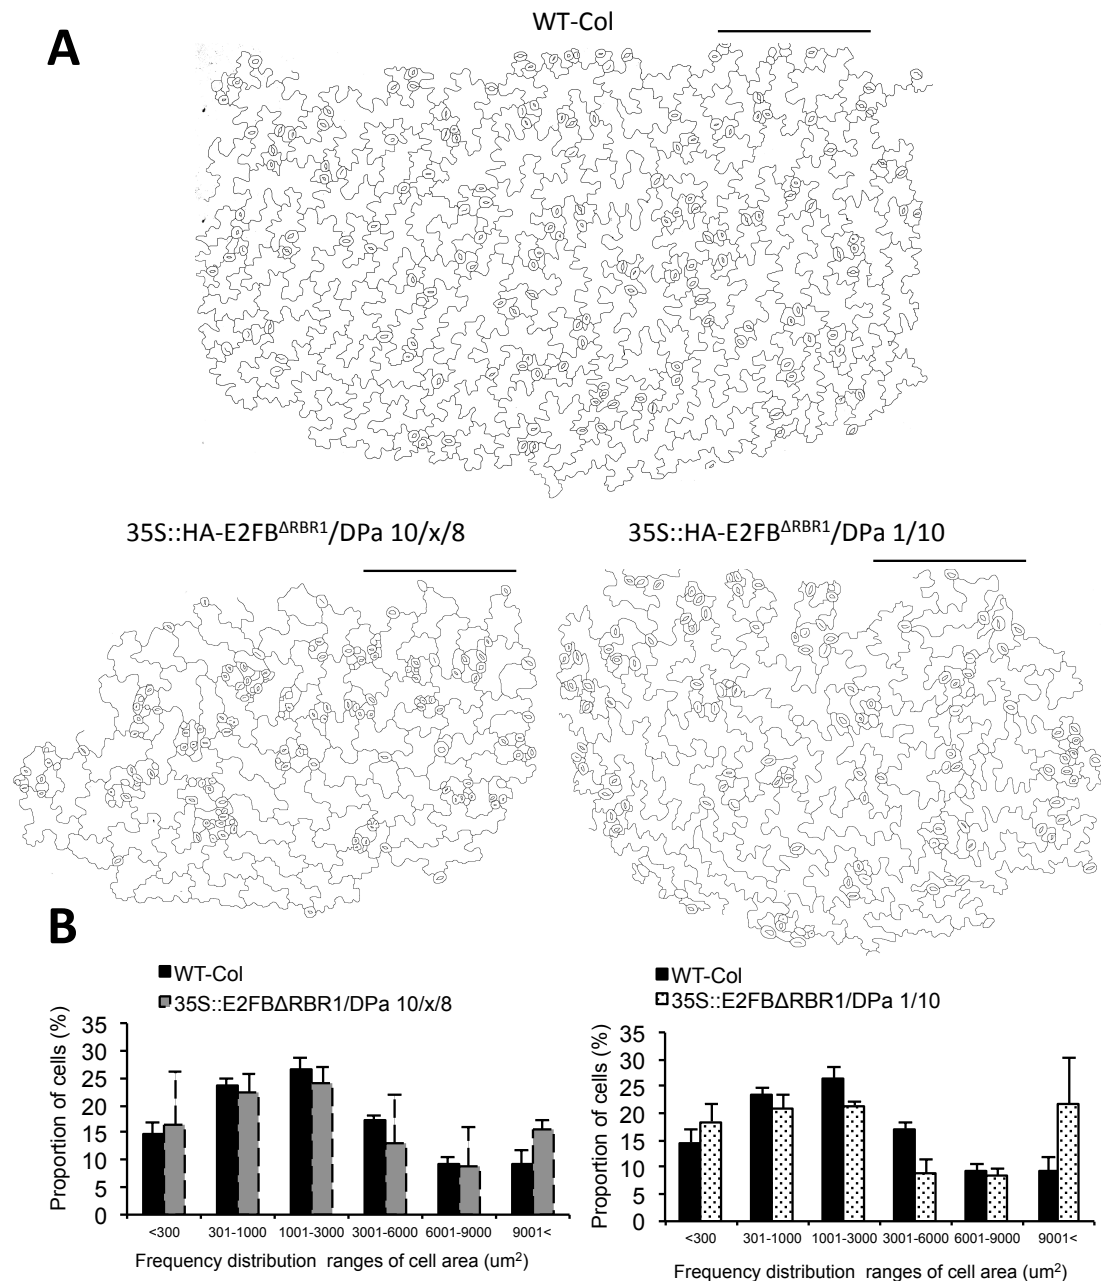 A
WT-Col
35S::HA-E2FB^ΔRBR1/DPa 10/x/8
35S::HA-E2FB^ΔRBR1/DPa 1/10
B
WT-Col
35S::E2FBΔRBR1/DPa 10/x/8
Proportion of cells (%)
35
30
25
20
15
10
5
0
<300 301-1000 1001-3000 3001-6000 6001-9000 9001<
Frequency distribution ranges of cell area (um²)
WT-Col
35S::E2FBΔRBR1/DPa 1/10
Proportion of cells (%)
35
30
25
20
15
10
5
0
<300 301-1000 1001-3000 3001-6000 6001-9000 9001<
Frequency distribution ranges of cell area (um²)